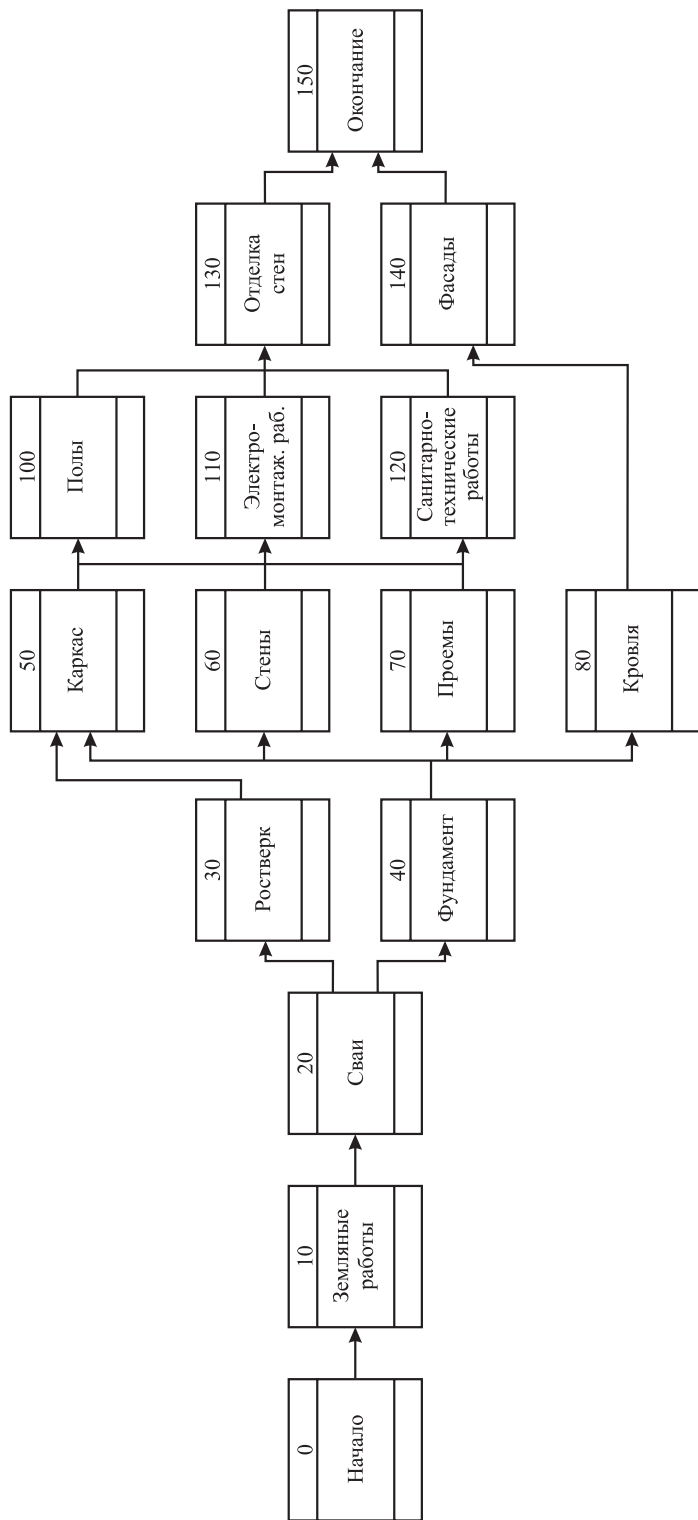 0
Начало
10
Земляные
работы
20
Сваи
30
Ростверк
40
Фундамент
50
Каркас
60
Стены
70
Проемы
80
Кровля
100
Полы
110
Электро-
монтаж. раб.
120
Санитарно-
технические
работы
130
Отделка
стен
140
Фасады
150
Окончание